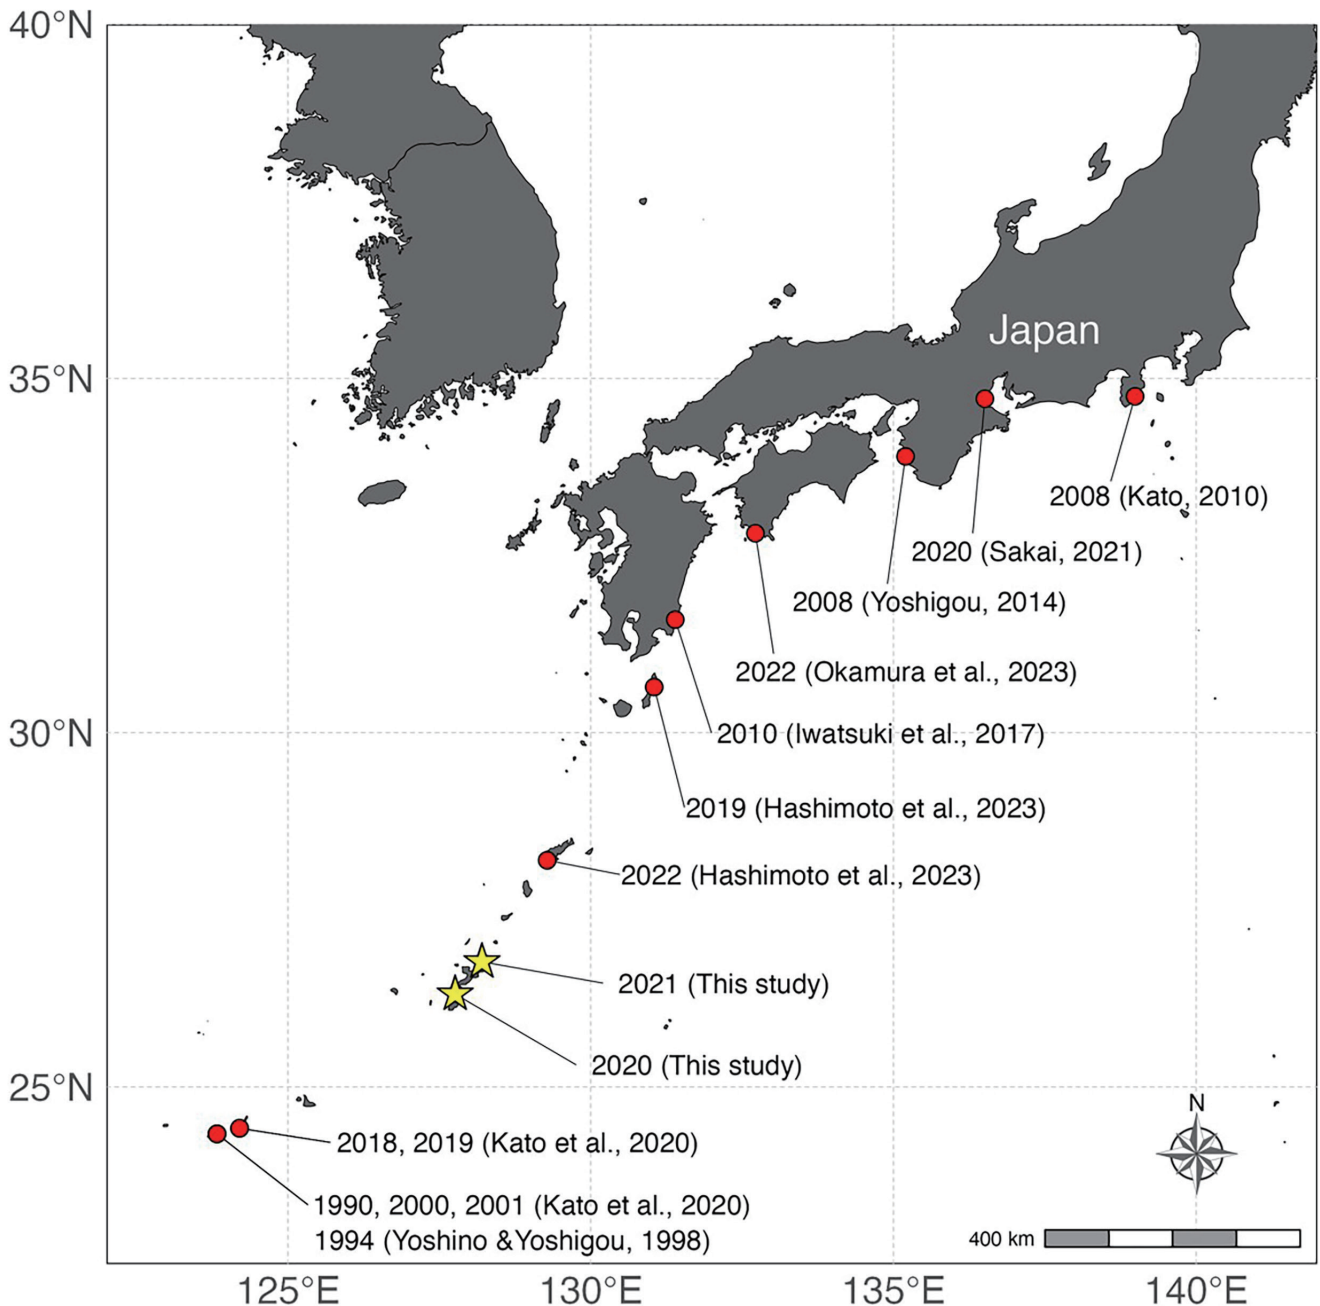 40°N
Japan
35°N
2008 (Kato, 2010)
2020 (Sakai, 2021)
2008 (Yoshigou, 2014)
2022 (Okamura et al., 2023)
30°N
2010 (Iwatsuki et al., 2017)
2019 (Hashimoto et al., 2023)
2022 (Hashimoto et al., 2023)
2021 (This study)
2020 (This study)
25°N
N
2018, 2019 (Kato et al., 2020)
1990, 2000, 2001 (Kato et al., 2020)
1994 (Yoshino &Yoshigou, 1998)
400 km
125°E 130°E 135°E 140°E